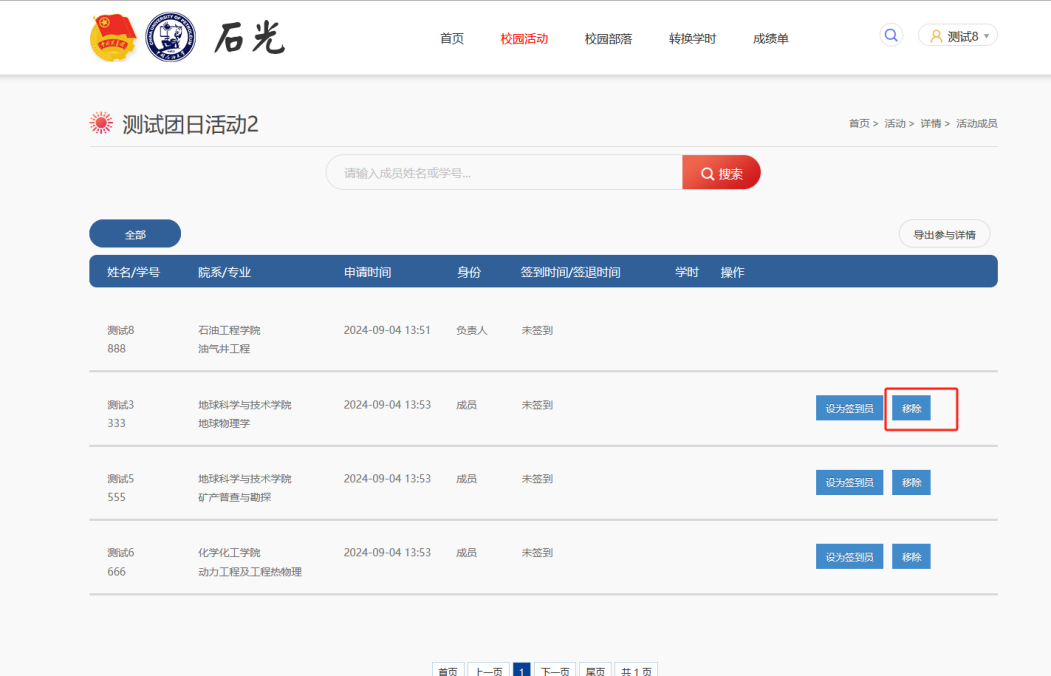 石光
首页 校园活动 校园部落 转换学时 成绩单 测试8
测试团日活动2
首页 > 活动 > 详情 > 活动成员
请输入成员姓名或学号... 搜索
全部 导出参与详情
姓名/学号 院系/专业 申请时间 身份 签到时间/签退时间 学时 操作
测试8 石油工程学院 2024-09-04 13:51 负责人 未签到
888 油气井工程
测试3 地球科学与技术学院 2024-09-04 13:53 成员 未签到 设为签到员 移除
333 地球物理学
测试5 地球科学与技术学院 2024-09-04 13:53 成员 未签到 设为签到员 移除
555 矿产普查与勘探
测试6 化学化工学院 2024-09-04 13:53 成员 未签到 设为签到员 移除
666 动力工程及工程热物理
首页 上一页 1 下一页 尾页 共 1 页